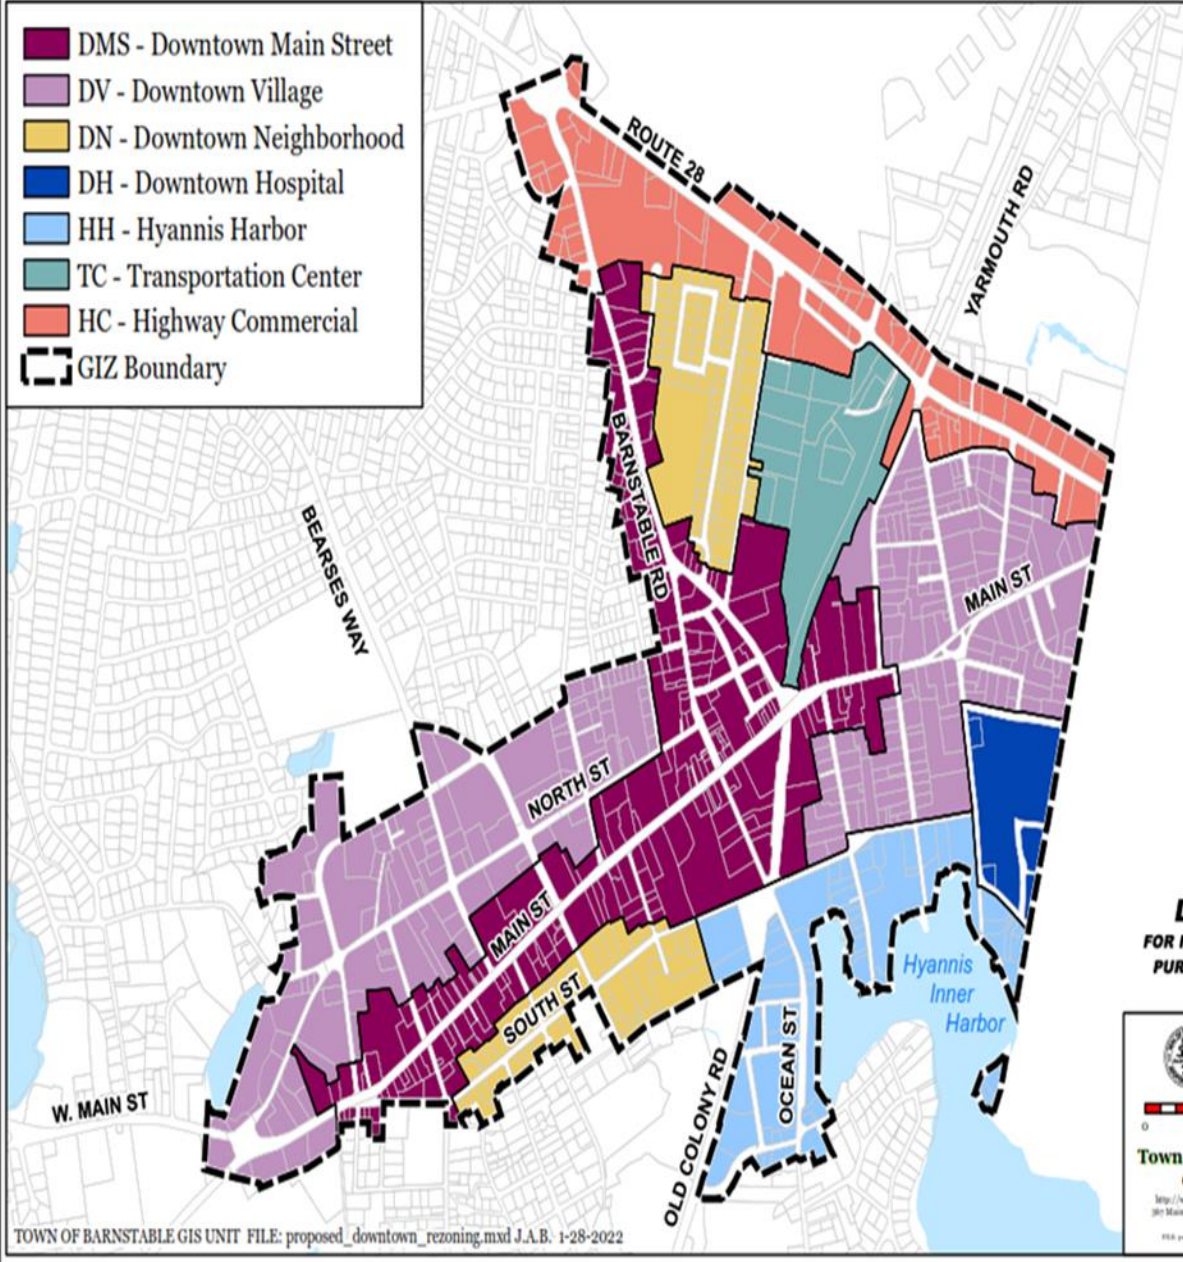 DMS - Downtown Main Street
DV - Downtown Village
DN - Downtown Neighborhood
DH - Downtown Hospital
HH - Hyannis Harbor
TC - Transportation Center
HC - Highway Commercial
GIZ Boundary
ROUTE 28
YARMOUTH RD
BARNSTABLE RD
BEARSES WAY
MAIN ST
NORTH ST
MAIN ST
SOUTH ST
Hyannis
Inner
Harbor
OCEAN ST
OLD COLONY RD
W. MAIN ST
FOR
PUR
0
Town
TOWN OF BARNSTABLE GIS UNIT FILE: proposed_downtown_rezoning.mxd J.A.B. 1-28-2022